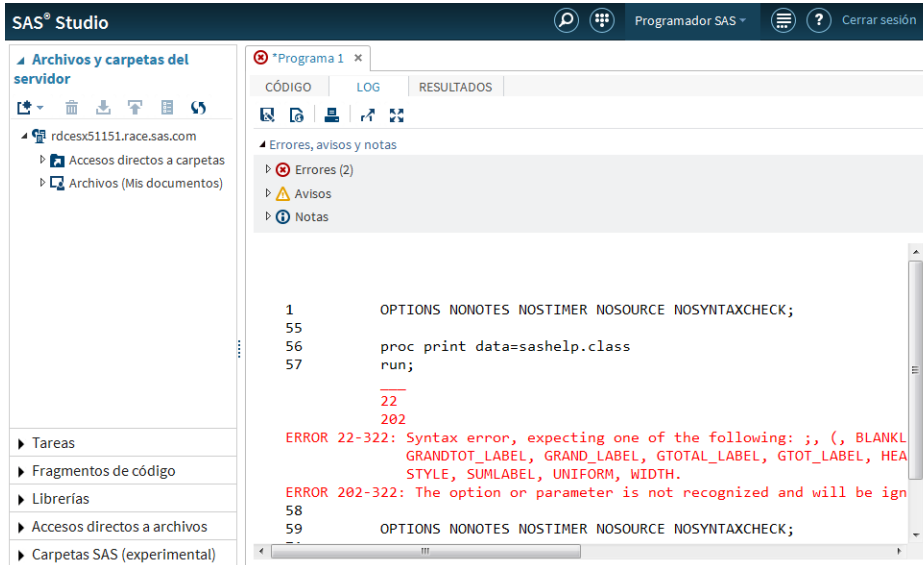 SAS® Studio
Programador SAS
Cerrar sesión
Archivos y carpetas del
servidor
rdcesx51151.race.sas.com
Accesos directos a carpetas
Archivos (Mis documentos)
Tareas
Fragmentos de código
Librerías
Accesos directos a archivos
Carpetas SAS (experimental)
*Programa 1 ×
CÓDIGO LOG RESULTADOS
Errores, avisos y notas
Errores (2)
Avisos
Notas
1 OPTIONS NONOTES NOSTIMER NOSOURCE NOSYNTAXCHECK;
55
56 proc print data=sashelp.class
57 run;
___
22
202
ERROR 22-322: Syntax error, expecting one of the following: ;, (, BLANKL
GRANDTOT_LABEL, GRAND_LABEL, GTOTAL_LABEL, GTOT_LABEL, HEA
STYLE, SUMLABEL, UNIFORM, WIDTH.
ERROR 202-322: The option or parameter is not recognized and will be ign
58
59 OPTIONS NONOTES NOSTIMER NOSOURCE NOSYNTAXCHECK;